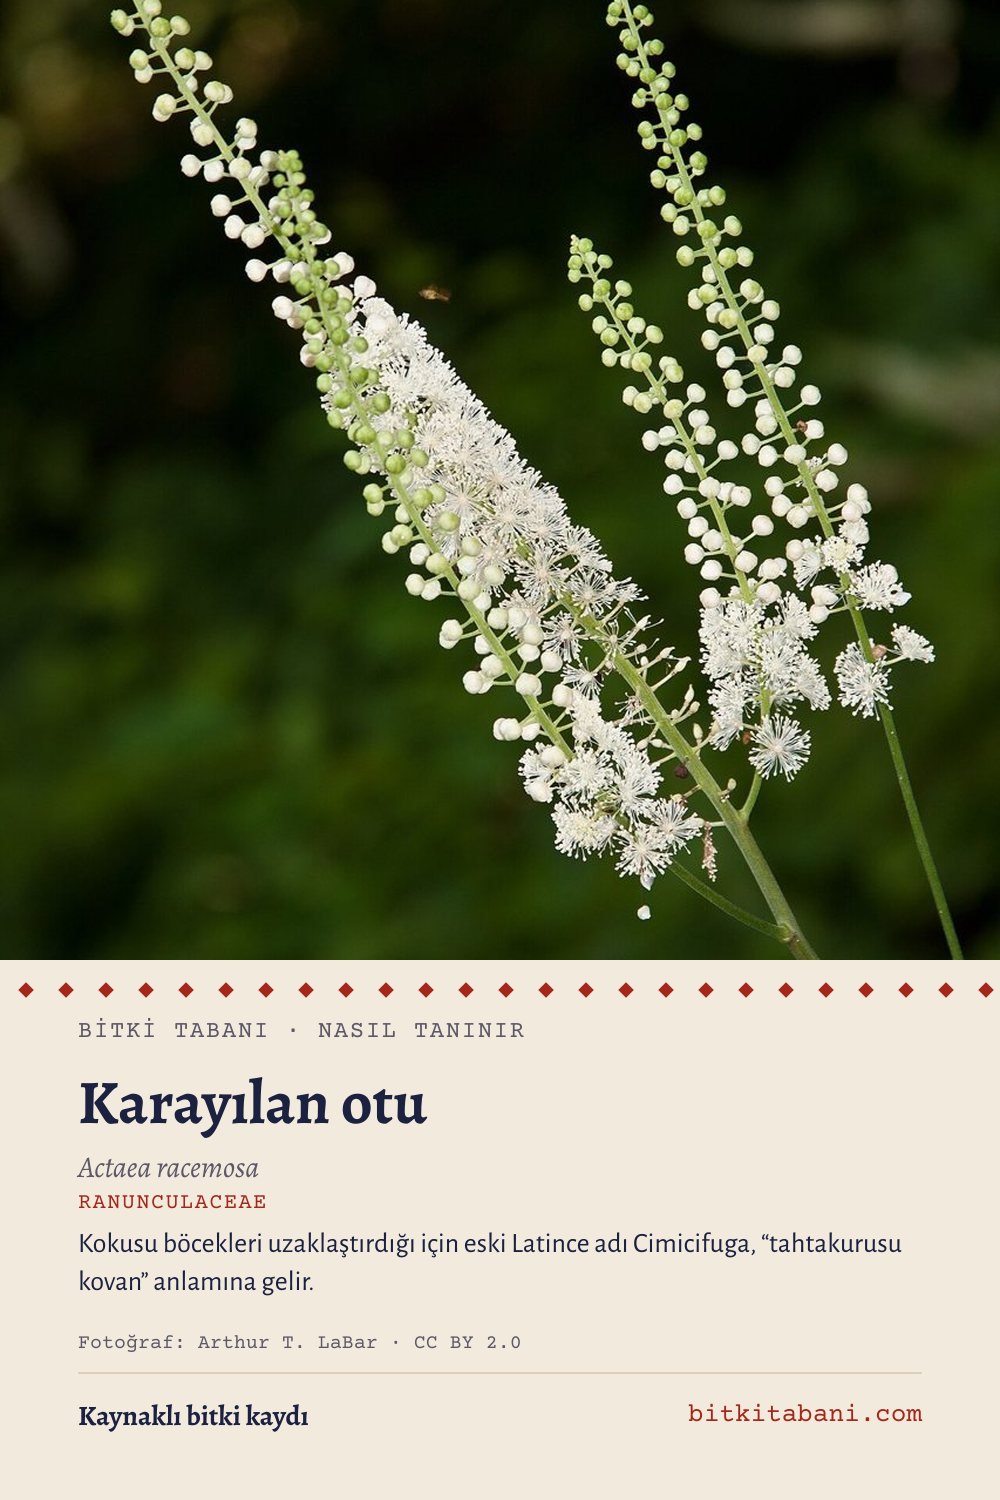 BİTKİ TABANI · NASIL TANINIR
Karayılan otu
Actaea racemosa
RANUNCULACEAE
Kokusu böcekleri uzaklaştırdığı için eski Latince adı Cimicifuga, “tahtakurusu
kovan” anlamına gelir.
Fotoğraf: Arthur T. LaBar · CC BY 2.0
Kaynaklı bitki kaydı
bitkitabani.com